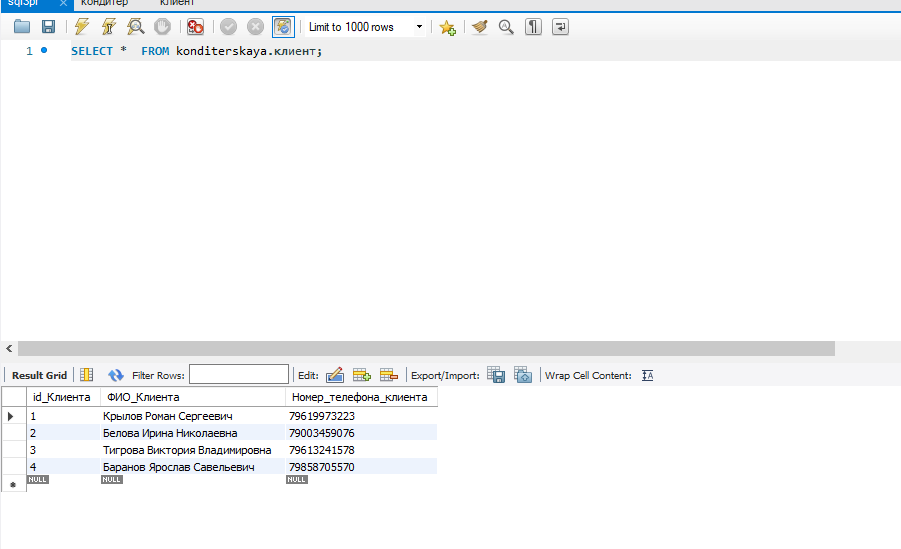 sql3pr кондитер клиент
Limit to 1000 rows
1 SELECT * FROM konditerskaya.клиент;
Result Grid Filter Rows: Edit: Export/Import: Wrap Cell Content:
id_Клиента ФИО_Клиента Номер_телефона_клиента
1 Крылов Роман Сергеевич 79619973223
2 Белова Ирина Николаевна 79003459076
3 Тигрова Виктория Владимировна 79613241578
4 Баранов Ярослав Савельевич 79858705570
NULL NULL NULL